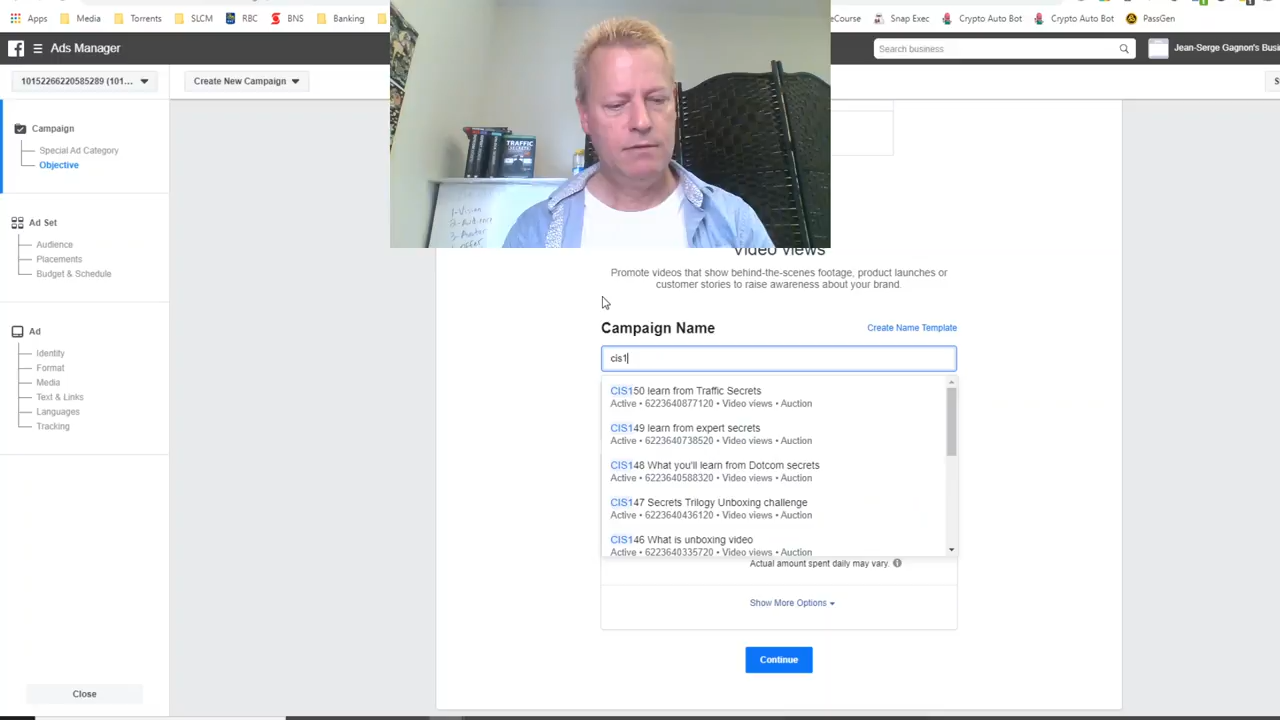 Apps Media Torrents SLCM RBC BNS Banking eCourse Snap Exec Crypto Auto Bot Crypto Auto Bot PassGen
Ads Manager
Search business
Jean-Serge Gagnon's Busi
10152266220585289 (101...
Create New Campaign
Campaign
Special Ad Category
Objective
Ad Set
Audience
Placements
Budget & Schedule
Ad
Identity
Format
Media
Text & Links
Languages
Tracking
Close
TRAFFIC
SECRETS
1-Vision
Video views
Promote videos that show behind-the-scenes footage, product launches or
customer stories to raise awareness about your brand.
Campaign Name
Create Name Template
cis1
CIS150 learn from Traffic Secrets
Active • 6223640877120 • Video views • Auction
CIS149 learn from expert secrets
Active • 6223640738520 • Video views • Auction
CIS148 What you'll learn from Dotcom secrets
Active • 6223640588320 • Video views • Auction
CIS147 Secrets Trilogy Unboxing challenge
Active • 6223640436120 • Video views • Auction
CIS146 What is unboxing video
Active • 6223640335720 • Video views • Auction
Actual amount spent daily may vary.
Show More Options
Continue